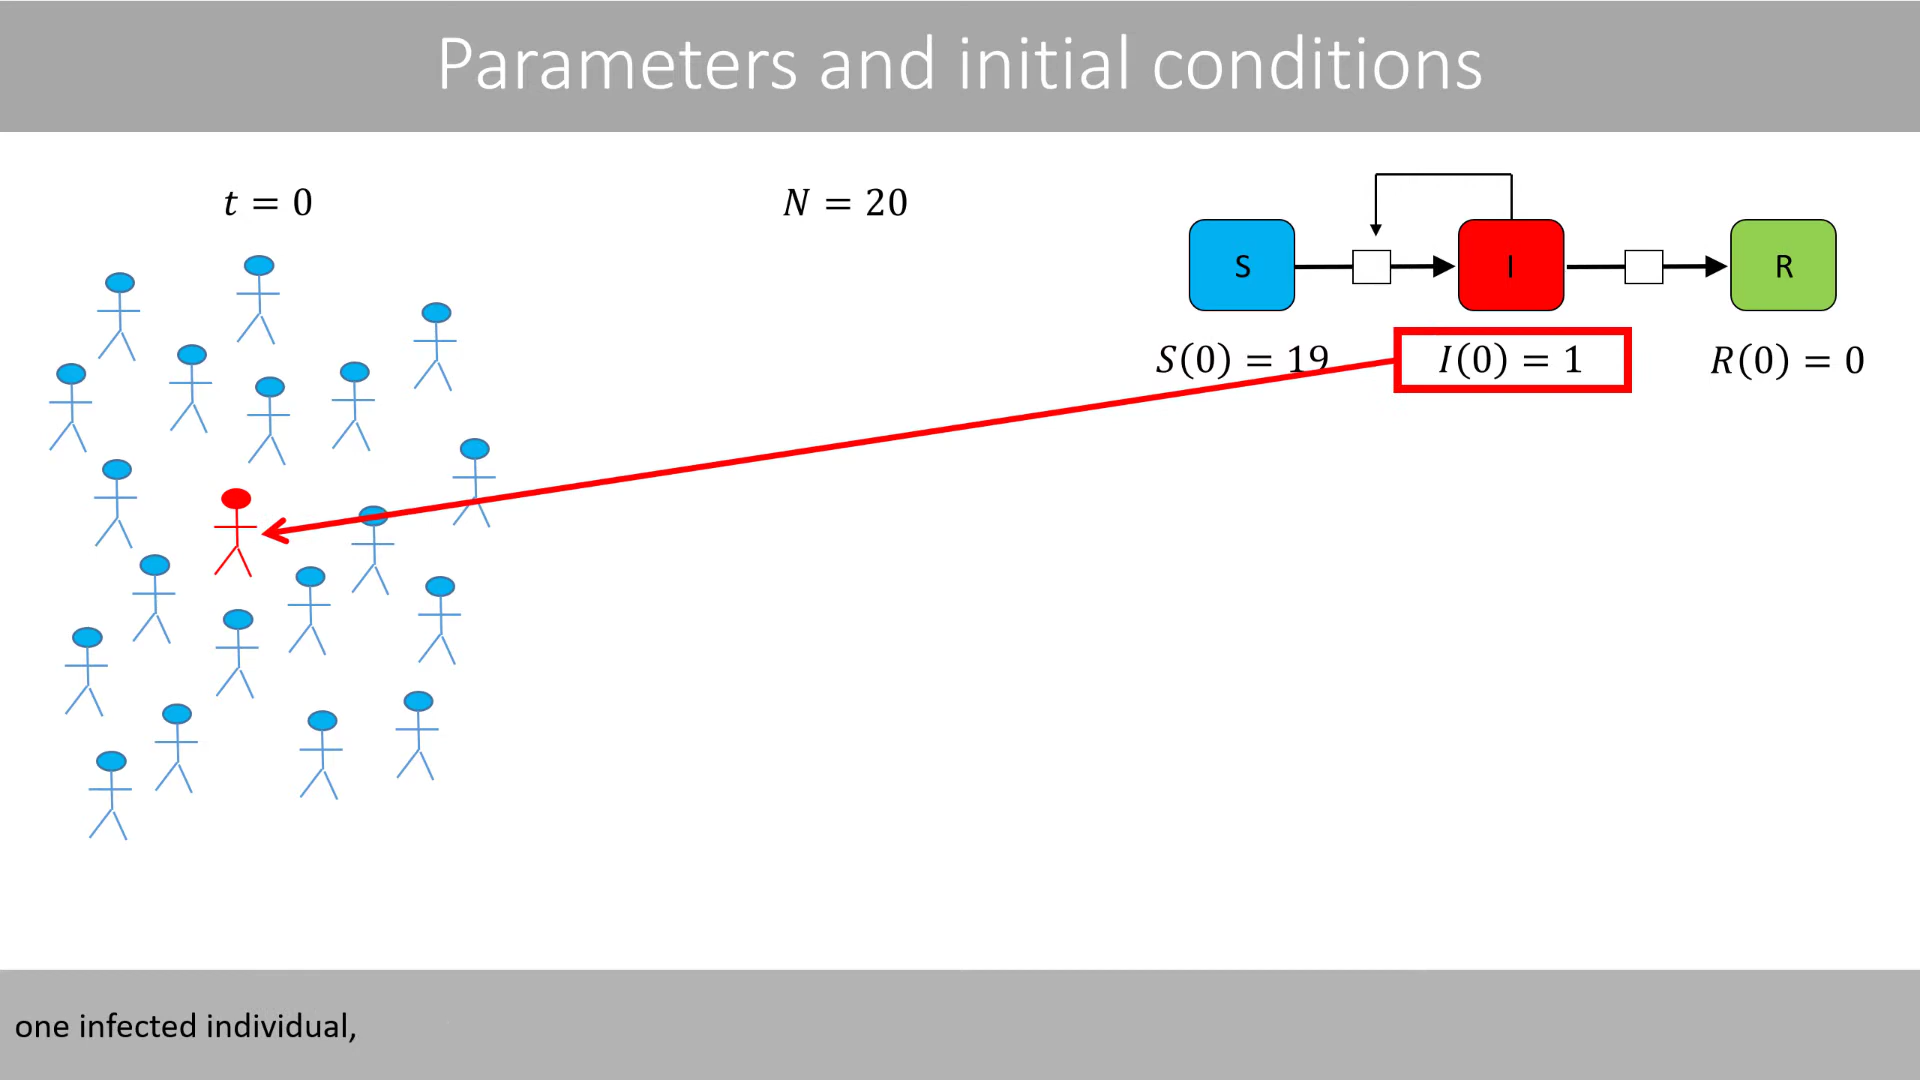 Parameters and initial conditions
t = 0
N = 20
S
I
R
S(0) = 19
I(0) = 1
R(0) = 0
one infected individual,